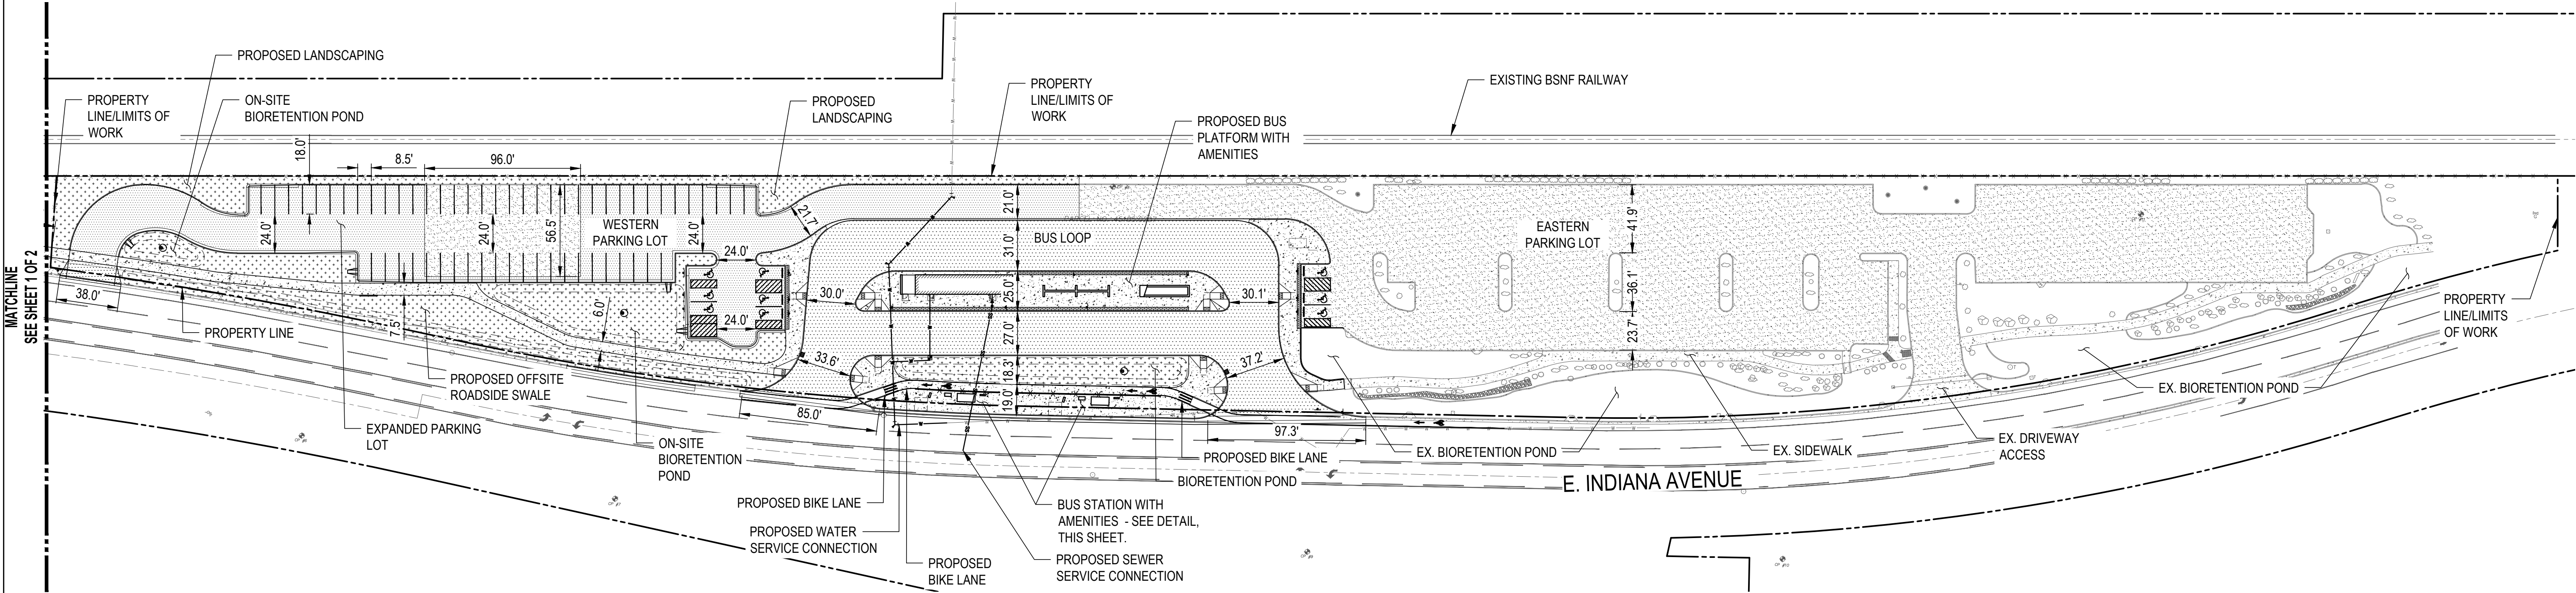 MATCHLINE
SEE SHEET 1 OF 2
PROPOSED LANDSCAPING
PROPERTY
LINE/LIMITS OF
WORK
ON-SITE
BIORETENTION POND
18.0'
8.5'
96.0'
PROPOSED
LANDSCAPING
PROPERTY
LINE/LIMITS OF
WORK
PROPOSED BUS
PLATFORM WITH
AMENITIES
EXISTING BSNF RAILWAY
24.0'
24.0'
56.5'
WESTERN
PARKING LOT
24.0'
24.0'
21.7'
21.0'
31.0'
BUS LOOP
EASTERN
PARKING LOT
41.9'
36.1'
23.7'
38.0'
PROPERTY LINE
7.5'
6.0'
24.0'
30.0'
25.0'
30.1'
27.0'
33.6'
37.2'
18.3'
19.0'
85.0'
97.3'
PROPOSED OFFSITE
ROADSIDE SWALE
EXPANDED PARKING
LOT
ON-SITE
BIORETENTION
POND
PROPOSED BIKE LANE
PROPOSED WATER
SERVICE CONNECTION
PROPOSED
BIKE LANE
BUS STATION WITH
AMENITIES - SEE DETAIL,
THIS SHEET.
PROPOSED SEWER
SERVICE CONNECTION
PROPOSED BIKE LANE
BIORETENTION POND
EX. BIORETENTION POND
E. INDIANA AVENUE
EX. SIDEWALK
EX. DRIVEWAY
ACCESS
EX. BIORETENTION POND
PROPERTY
LINE/LIMITS
OF WORK